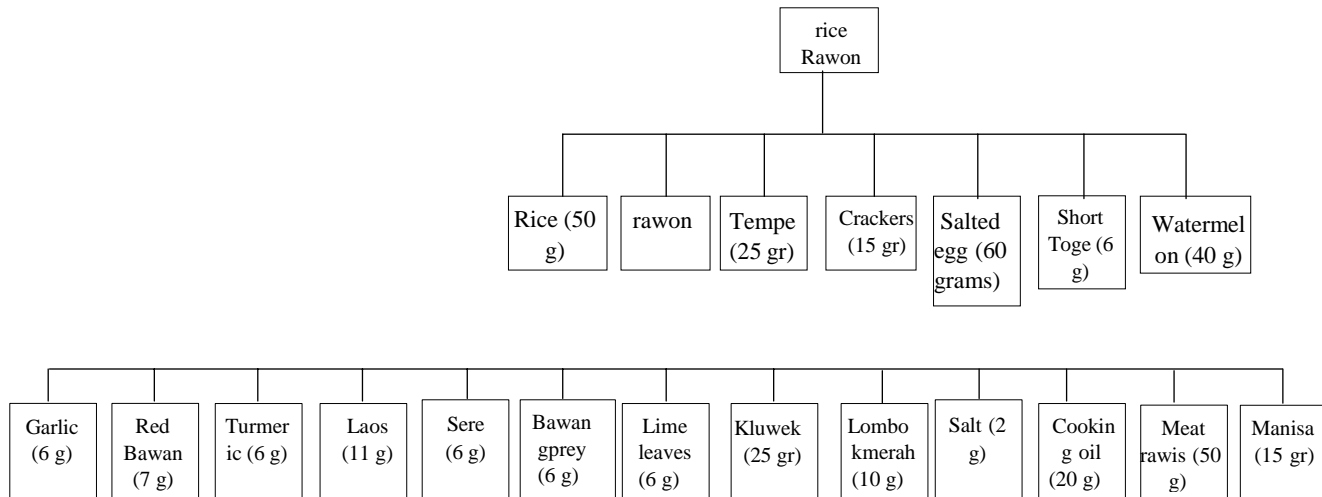 rice
Rawon
Rice (50
g)
rawon
Tempe
(25 gr)
Crackers
(15 gr)
Salted
egg (60
grams)
Short
Toge (6
g)
Watermel
on (40 g)
Garlic
(6 g)
Red
Bawan
(7 g)
Turmer
ic (6 g)
Laos
(11 g)
Sere
(6 g)
Bawan
gprey
(6 g)
Lime
leaves
(6 g)
Kluwek
(25 gr)
Lombo
kmerah
(10 g)
Salt (2
g)
Cookin
g oil
(20 g)
Meat
rawis (50
g)
Manisa
(15 gr)